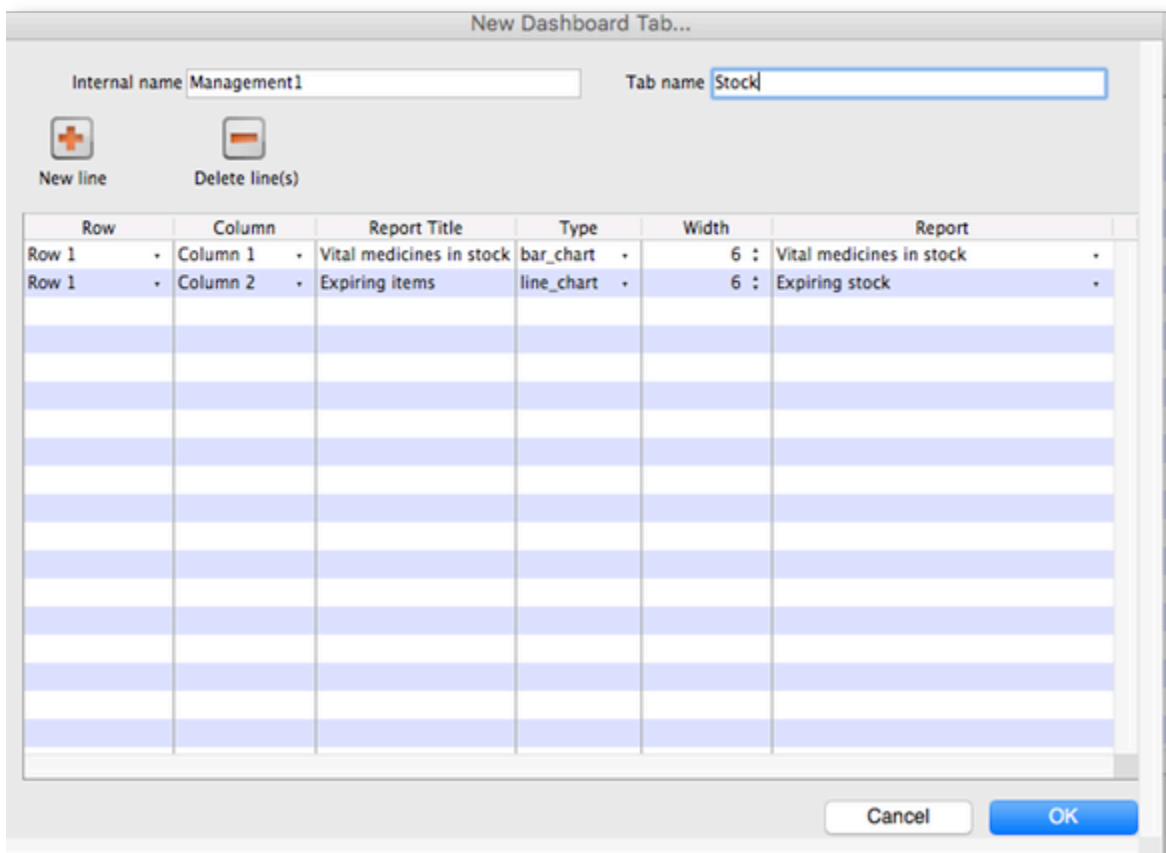 New Dashboard Tab...
Internal name Management1 Tab name Stock
New line Delete line(s)
Row Column Report Title Type Width Report
Row 1 Column 1 Vital medicines in stock bar_chart 6 Vital medicines in stock
Row 1 Column 2 Expiring items line_chart 6 Expiring stock
Cancel OK